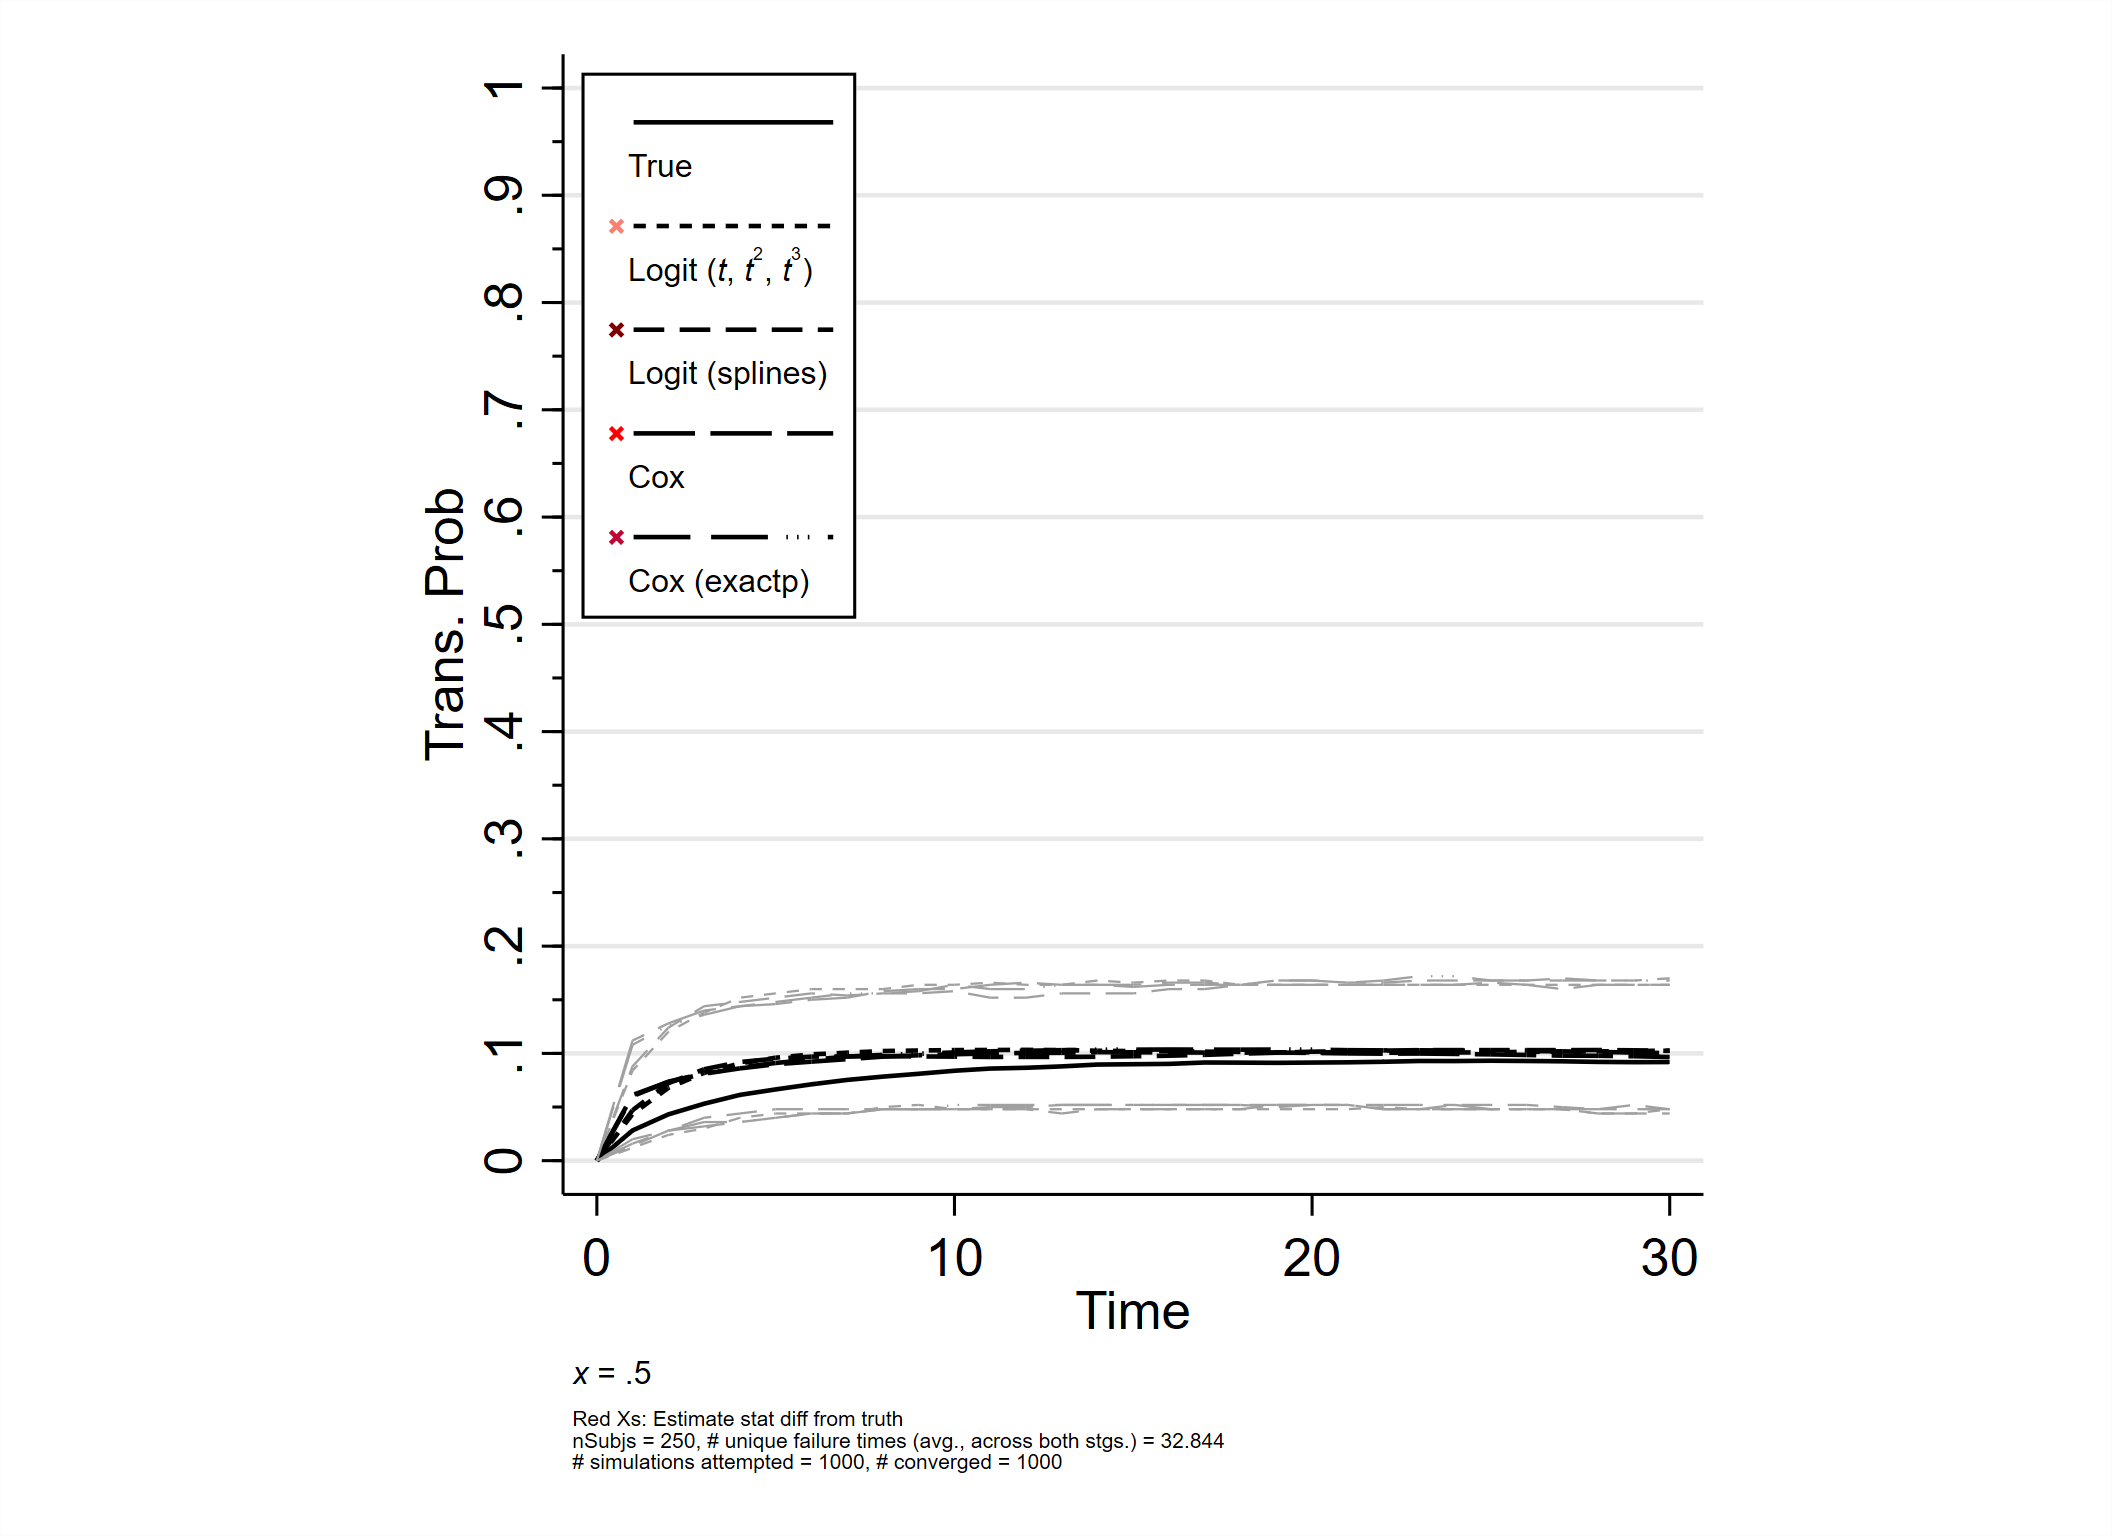 True
Logit (t, t², t³)
Logit (splines)
Cox
Cox (exactp)
Trans. Prob
1
.9
.8
.7
.6
.5
.4
.3
.2
.1
0
0 10 20 30
Time
x = .5
Red Xs: Estimate stat diff from truth
nSubjs = 250, # unique failure times (avg., across both stgs.) = 32.844
# simulations attempted = 1000, # converged = 1000